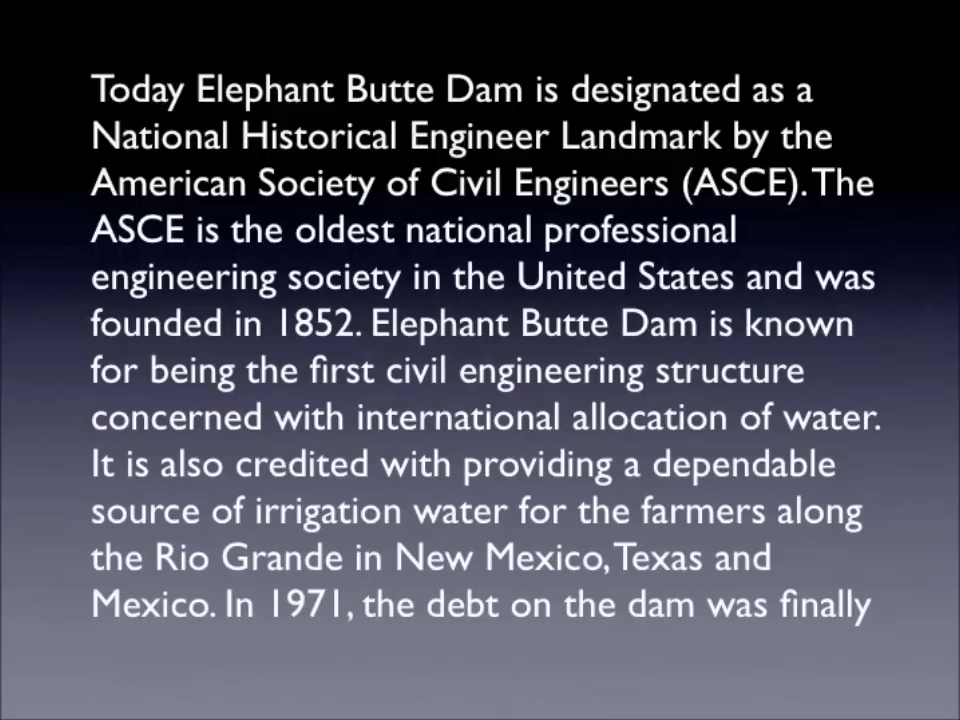 Today Elephant Butte Dam is designated as a
National Historical Engineer Landmark by the
American Society of Civil Engineers (ASCE). The
ASCE is the oldest national professional
engineering society in the United States and was
founded in 1852. Elephant Butte Dam is known
for being the first civil engineering structure
concerned with international allocation of water.
It is also credited with providing a dependable
source of irrigation water for the farmers along
the Rio Grande in New Mexico, Texas and
Mexico. In 1971, the debt on the dam was finally